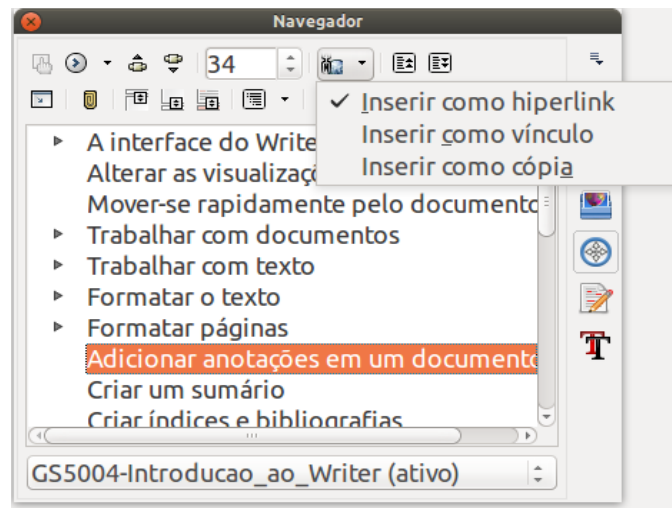 Navegador
34
Inserir como hiperlink
Inserir como vínculo
Inserir como cópia
A interface do Write
Alterar as visualizaç
Mover-se rapidamente pelo documento
Trabalhar com documentos
Trabalhar com texto
Formatar o texto
Formatar páginas
Adicionar anotações em um documento
Criar um sumário
Criar índices e bibliografias
GS5004-Introducao_ao_Writer (ativo)